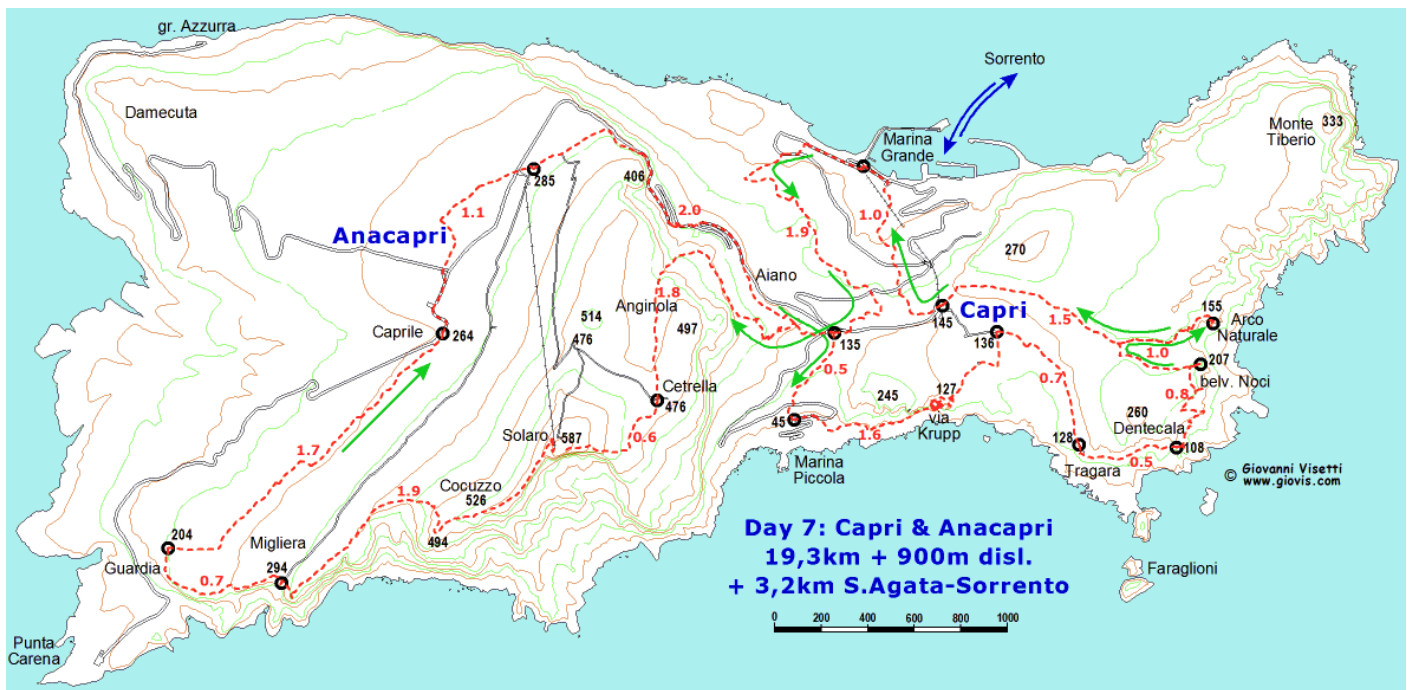 gr. Azzurra
Sorrento
Damecuta
Marina
Grande
Monte
Tiberio
333
285
406
1.1
2.0
1.0
Anacapri
1.9
270
Aiano
1.8
Anginola
514
497
476
Caprile
264
145
Capri
135
136
1.5
155
Arco
Naturale
1.0
207
belv. Noci
0.5
0.7
0.8
Cetrella
476
245
127
via
Krupp
260
Dentecala
108
45
1.6
Marina
Piccola
128
Tragara
0.5
Solaro
587
0.6
1.7
Cocuzzo
526
1.9
494
204
Guardia
Migliera
294
0.7
Punta
Carena
© Giovanni Visetti
www.giovis.com
Day 7: Capri & Anacapri
19,3km + 900m disl.
+ 3,2km S.Agata-Sorrento
0 200 400 600 800 1000
Faraglioni